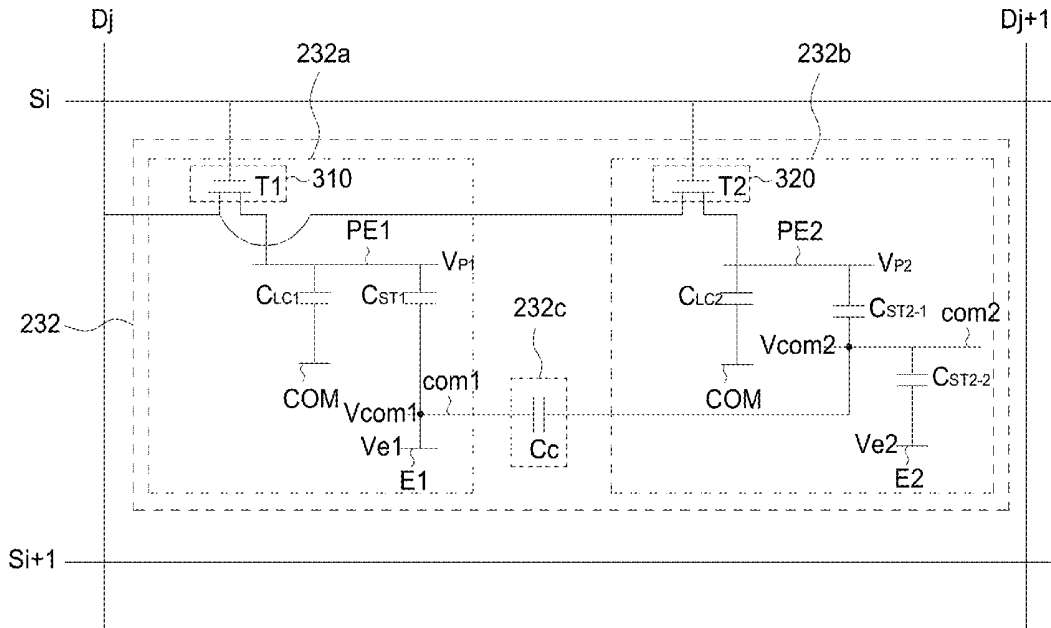 Dj
Dj+1
232a
232b
Si
T1
310
T2
320
PE1
VP1
PE2
VP2
CLC1
CST1
CLC2
CST2-1
232
232c
Vcom2
com2
COM
com1
COM
CST2-2
Vcom1
Ve1
Cc
Ve2
E1
E2
Si+1